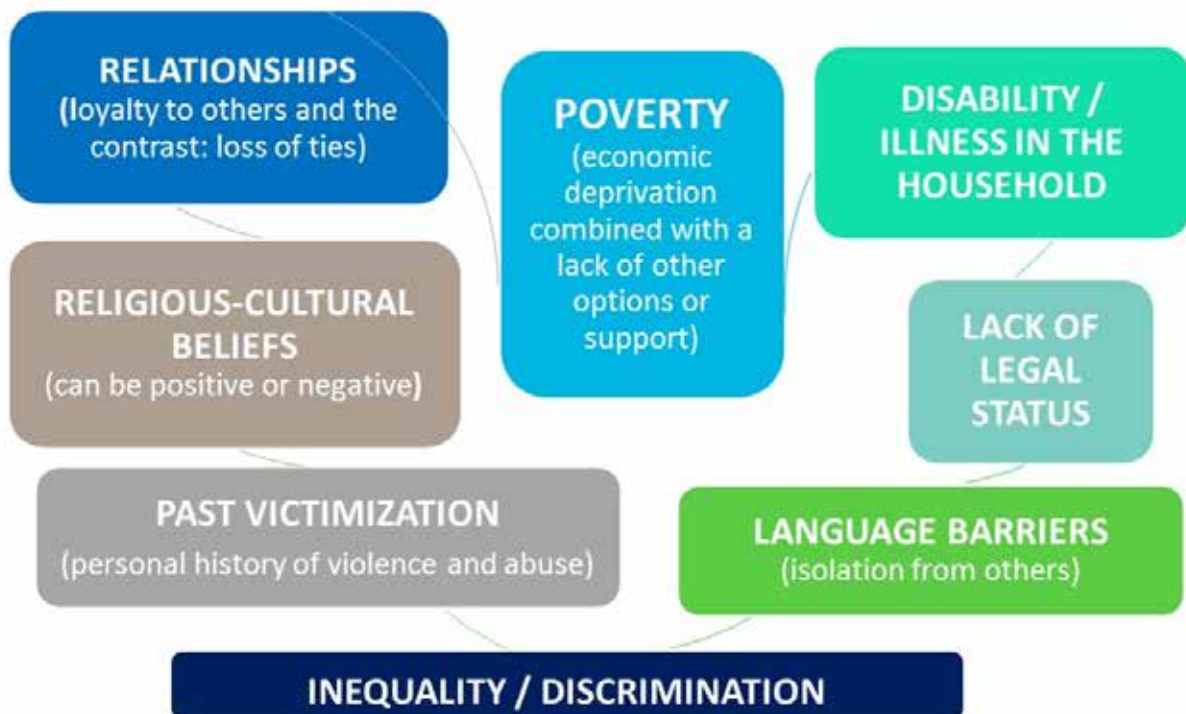 RELATIONSHIPS
(loyalty to others and the
contrast: loss of ties)
POVERTY
(economic
deprivation
combined with a
lack of other
options or
support)
DISABILITY /
ILLNESS IN THE
HOUSEHOLD
RELIGIOUS-CULTURAL
BELIEFS
(can be positive or negative)
LACK OF
LEGAL
STATUS
PAST VICTIMIZATION
(personal history of violence and abuse)
LANGUAGE BARRIERS
(isolation from others)
INEQUALITY / DISCRIMINATION